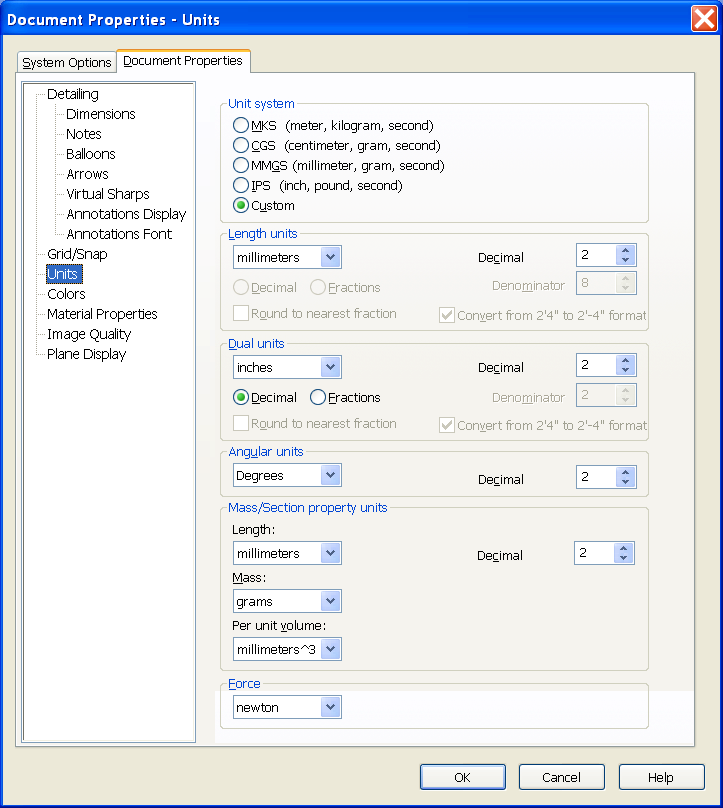 Document Properties - Units
System Options
Document Properties
Detailing
Dimensions
Notes
Balloons
Arrows
Virtual Sharps
Annotations Display
Annotations Font
Grid/Snap
Units
Colors
Material Properties
Image Quality
Plane Display
Unit system
MKS (meter, kilogram, second)
CGS (centimeter, gram, second)
MMGS (millimeter, gram, second)
IPS (inch, pound, second)
Custom
Length units
millimeters
Decimal
2
Decimal
Fractions
Denominator
8
Round to nearest fraction
Convert from 2'4" to 2'-4" format
Dual units
inches
Decimal
2
Decimal
Fractions
Denominator
2
Round to nearest fraction
Convert from 2'4" to 2'-4" format
Angular units
Degrees
Decimal
2
Mass/Section property units
Length:
millimeters
Decimal
2
Mass:
grams
Per unit volume:
millimeters^3
Force
newton
OK
Cancel
Help